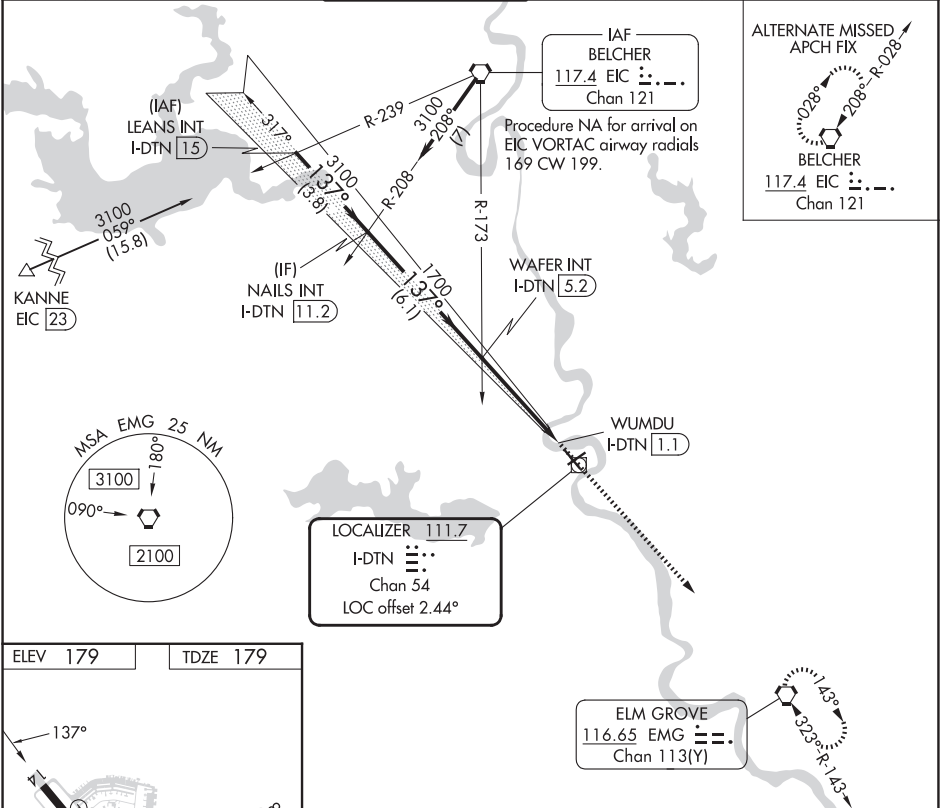 IAF
BELCHER
117.4 EIC
Chan 121
Procedure NA for arrival on
EIC VORTAC airway radials
169 CW 199.
ALTERNATE MISSED
APCH FIX
R-028
208°
028°
BELCHER
117.4 EIC
Chan 121
(IAF)
LEANS INT
I-DTN 15
317°
R-239
3100
208°
(7)
R-208
R-173
3100
137°
(3.8)
3100
059°
(15.8)
KANNE
EIC 23
(IF)
NAILS INT
I-DTN 11.2
1700
137°
(6.1)
WAFER INT
I-DTN 5.2
WUMDU
I-DTN 1.1
MSA EMG 25 NM
180°
3100
090°
2100
LOCALIZER 111.7
I-DTN
Chan 54
LOC offset 2.44°
ELEV 179
TDZE 179
137°
14
ELM GROVE
116.65 EMG
Chan 113(Y)
143°
323°
R-143